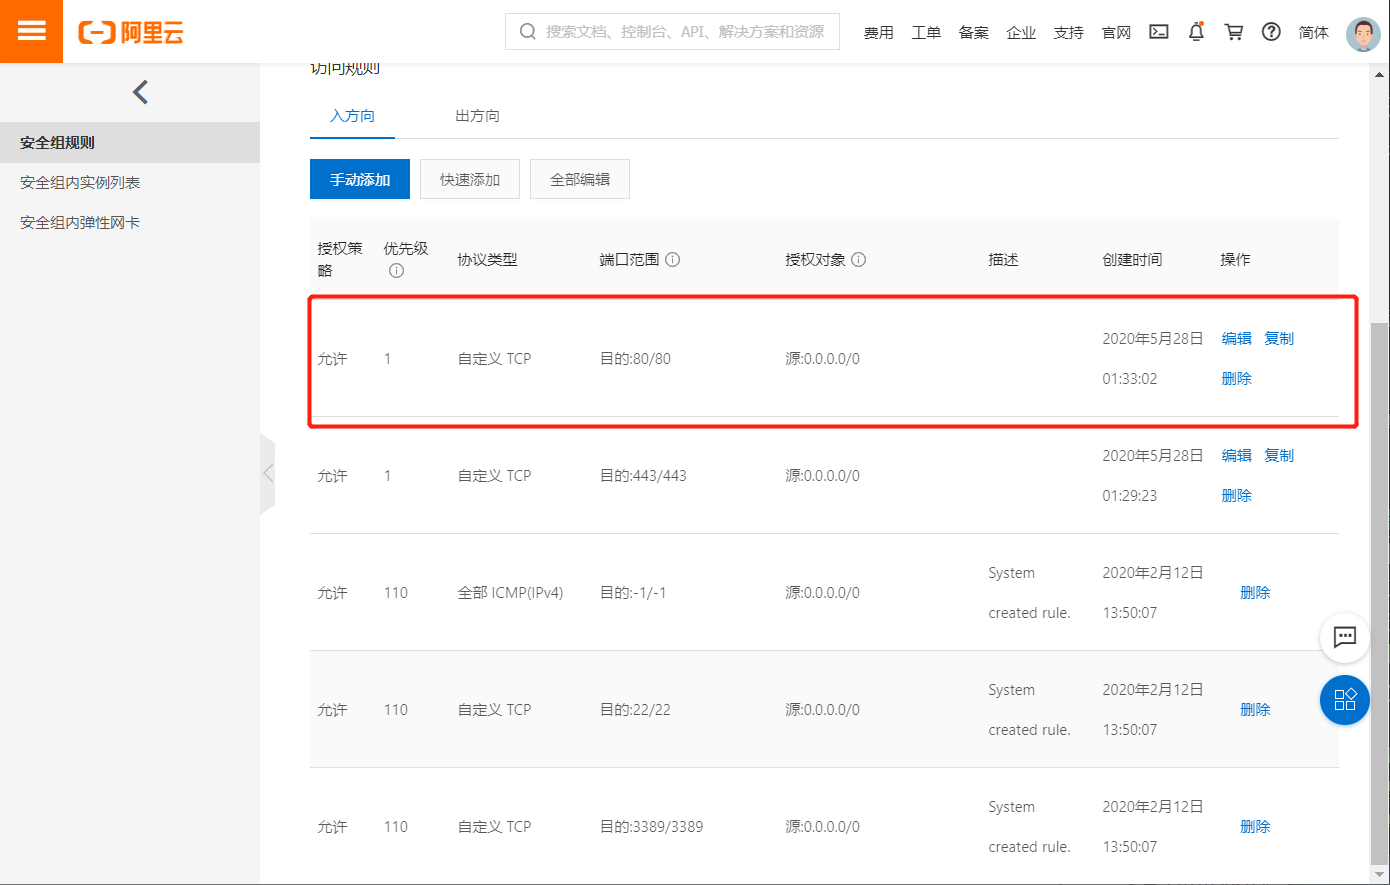 阿里云
搜索文档、控制台、API、解决方案和资源
费用 工单 备案 企业 支持 官网 简体
安全组规则
安全组内实例列表
安全组内弹性网卡
访问规则
入方向 出方向
手动添加 快速添加 全部编辑
授权策略 优先级 协议类型 端口范围 授权对象 描述 创建时间 操作
允许 1 自定义 TCP 目的:80/80 源:0.0.0.0/0 2020年5月28日 编辑 复制
01:33:02 删除
允许 1 自定义 TCP 目的:443/443 源:0.0.0.0/0 2020年5月28日 编辑 复制
01:29:23 删除
允许 110 全部 ICMP(IPv4) 目的:-1/-1 源:0.0.0.0/0 System 2020年2月12日 删除
created rule. 13:50:07
允许 110 自定义 TCP 目的:22/22 源:0.0.0.0/0 System 2020年2月12日 删除
created rule. 13:50:07
允许 110 自定义 TCP 目的:3389/3389 源:0.0.0.0/0 System 2020年2月12日 删除
created rule. 13:50:07